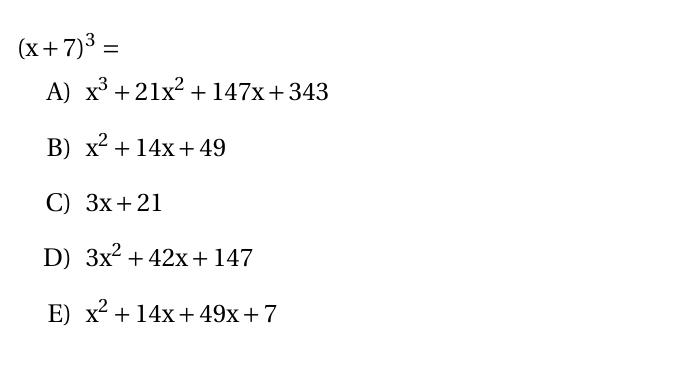 (x+7)³ =
A) x³+21x²+147x+343
B) x²+14x+49
C) 3x+21
D) 3x²+42x+147
E) x²+14x+49x+7